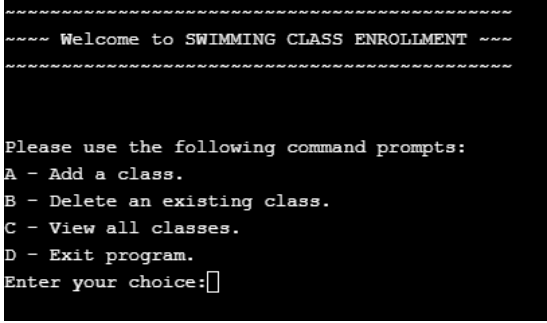 ~~~~~~~~~~~~~~~~~~~~~~~~~~~~~~~~~~~~~~~~~~~~~
~~~~ Welcome to SWIMMING CLASS ENROLLMENT ~~~
~~~~~~~~~~~~~~~~~~~~~~~~~~~~~~~~~~~~~~~~~~~~~
Please use the following command prompts:
A - Add a class.
B - Delete an existing class.
C - View all classes.
D - Exit program.
Enter your choice: